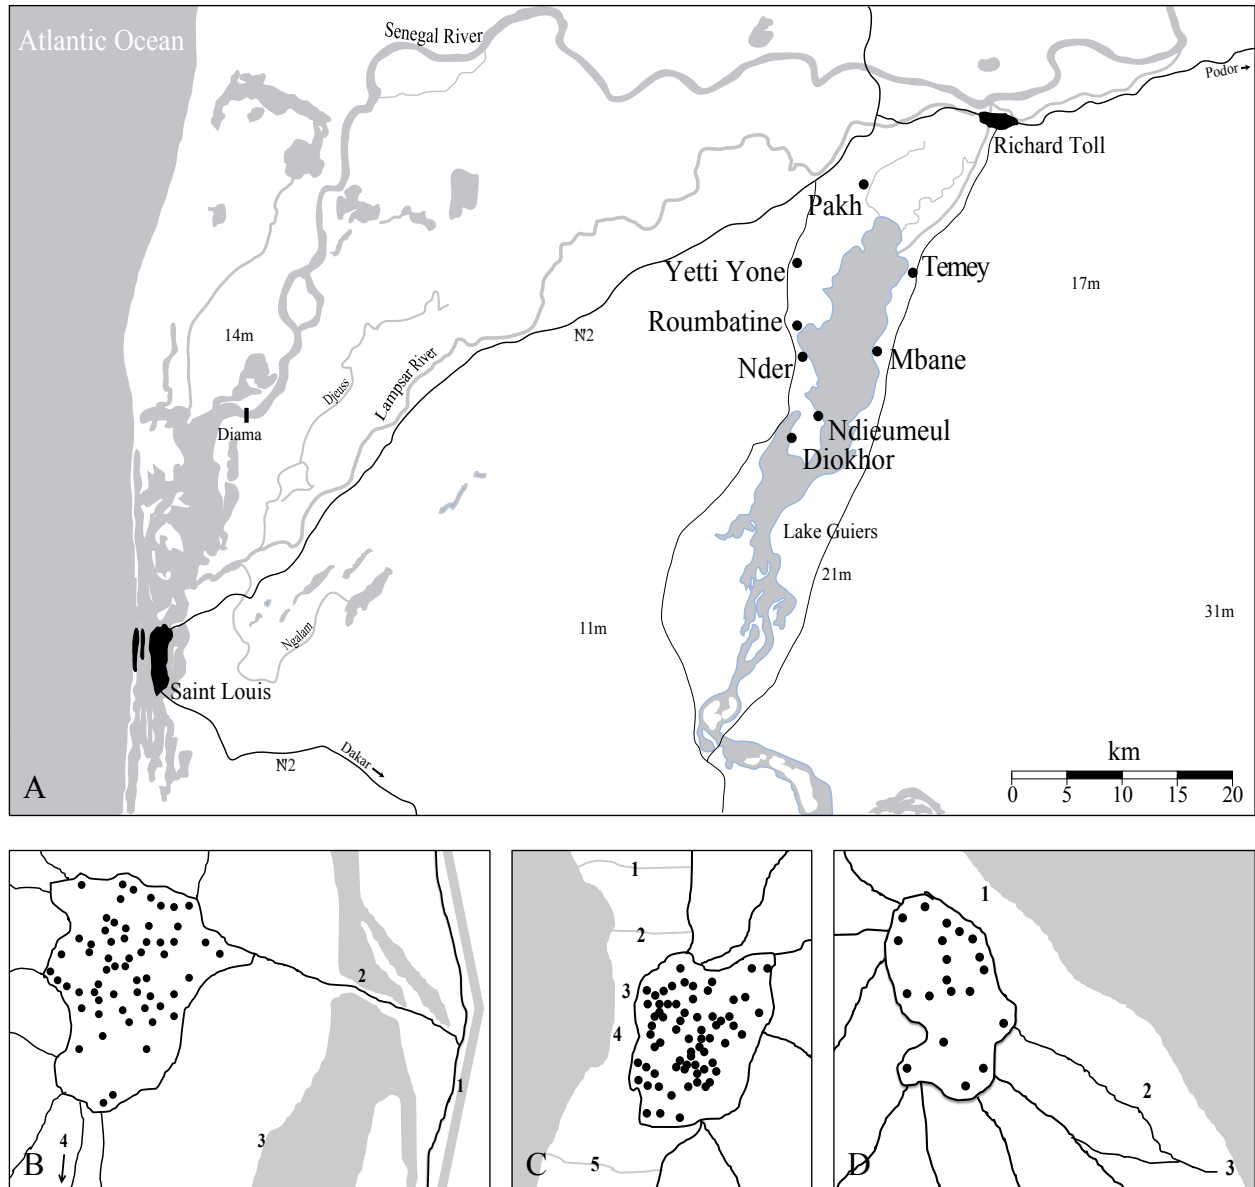 Atlantic Ocean
Senegal River
Podor
Richard Toll
Pakh
Yetti Yone
Temey
17m
Roumbatine
14m
N2
Nder
Mbane
Djeuss
Lampsar River
Diama
Ndieumeul
Diokhor
Lake Guiers
21m
11m
31m
Ngalam
Saint Louis
Dakar
N2
km
0 5 10 15 20
A
1
2
3
4
B
1
2
3
4
5
C
1
2
3
D